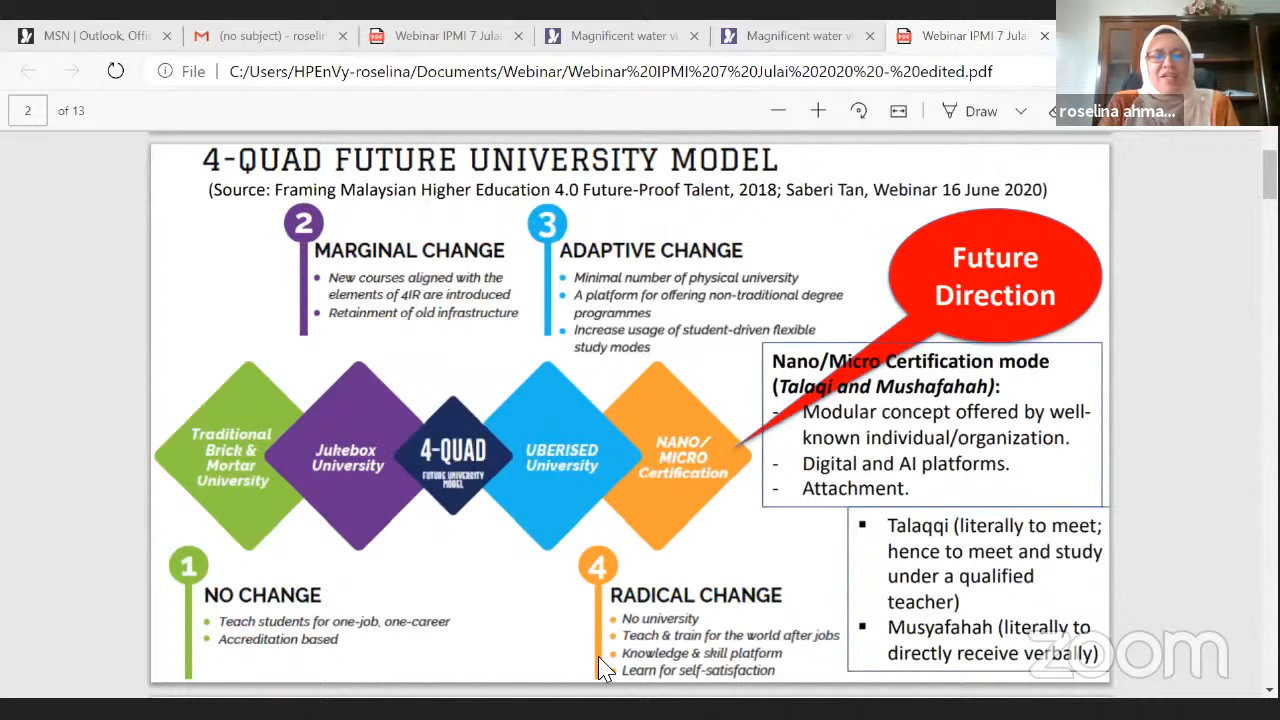 MSN | Outlook, Offi
(no subject) - roselin
Webinar IPMI 7 Julai
Magnificent water vi
Magnificent water vi
Webinar IPMI 7 Julai
File
C:/Users/HPEnVy-roselina/Documents/Webinar/Webinar%20IPMI%207%20Julai%202020%20-%20edited.pdf
2 of 13
Draw
roselina ahma...
4-QUAD FUTURE UNIVERSITY MODEL
(Source: Framing Malaysian Higher Education 4.0 Future-Proof Talent, 2018; Saberi Tan, Webinar 16 June 2020)
2
MARGINAL CHANGE
New courses aligned with the
elements of 4IR are introduced
Retainment of old infrastructure
3
ADAPTIVE CHANGE
Minimal number of physical university
A platform for offering non-traditional degree
programmes
Increase usage of student-driven flexible
study modes
Future
Direction
Traditional
Brick &
Mortar
University
Jukebox
University
4-QUAD
FUTURE UNIVERSITY
MODEL
UBERISED
University
NANO/
MICRO
Certification
Nano/Micro Certification mode
(Talaqi and Mushafahah):
- Modular concept offered by well-
known individual/organization.
- Digital and AI platforms.
- Attachment.
Talaqqi (literally to meet;
hence to meet and study
under a qualified
teacher)
Musyafahah (literally to
directly receive verbally)
1
NO CHANGE
Teach students for one-job, one-career
Accreditation based
4
RADICAL CHANGE
No university
Teach & train for the world after jobs
Knowledge & skill platform
Learn for self-satisfaction
zoom